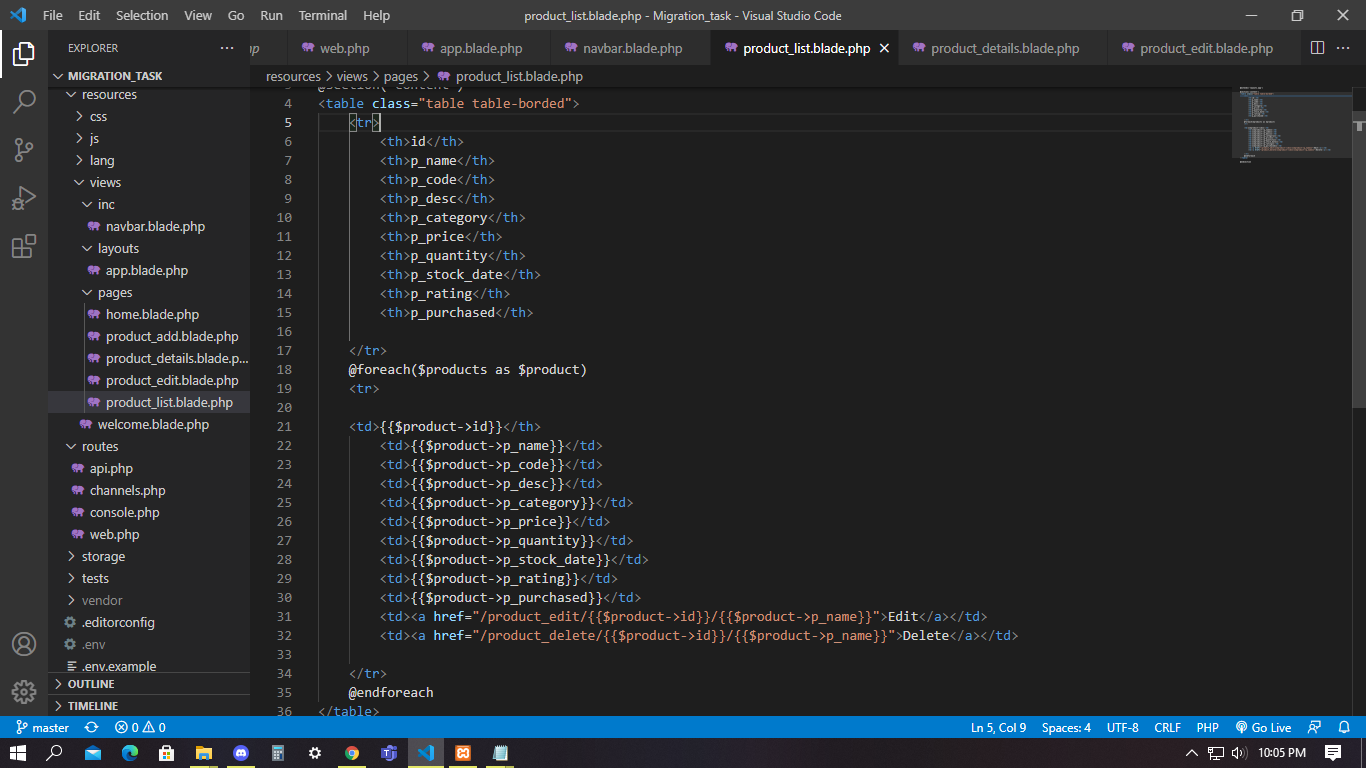 File Edit Selection View Go Run Terminal Help product_list.blade.php - Migration_task - Visual Studio Code
EXPLORER
web.php app.blade.php navbar.blade.php product_list.blade.php product_details.blade.php product_edit.blade.php
MIGRATION_TASK
resources > views > pages > product_list.blade.php
resources
css
js
lang
views
inc
navbar.blade.php
layouts
app.blade.php
pages
home.blade.php
product_add.blade.php
product_details.blade.p...
product_edit.blade.php
product_list.blade.php
welcome.blade.php
routes
api.php
channels.php
console.php
web.php
storage
tests
vendor
.editorconfig
.env
.env.example
OUTLINE
TIMELINE
4 <table class="table table-borded">
5 <tr>
6 <th>id</th>
7 <th>p_name</th>
8 <th>p_code</th>
9 <th>p_desc</th>
10 <th>p_category</th>
11 <th>p_price</th>
12 <th>p_quantity</th>
13 <th>p_stock_date</th>
14 <th>p_rating</th>
15 <th>p_purchased</th>
16
17 </tr>
18 @foreach($products as $product)
19 <tr>
20
21 <td>{{$product->id}}</th>
22 <td>{{$product->p_name}}</td>
23 <td>{{$product->p_code}}</td>
24 <td>{{$product->p_desc}}</td>
25 <td>{{$product->p_category}}</td>
26 <td>{{$product->p_price}}</td>
27 <td>{{$product->p_quantity}}</td>
28 <td>{{$product->p_stock_date}}</td>
29 <td>{{$product->p_rating}}</td>
30 <td>{{$product->p_purchased}}</td>
31 <td><a href="/product_edit/{{$product->id}}/{{$product->p_name}}">Edit</a></td>
32 <td><a href="/product_delete/{{$product->id}}/{{$product->p_name}}">Delete</a></td>
33
34 </tr>
35 @endforeach
36 </table>
master 0 0 Ln 5, Col 9 Spaces: 4 UTF-8 CRLF PHP Go Live
10:05 PM